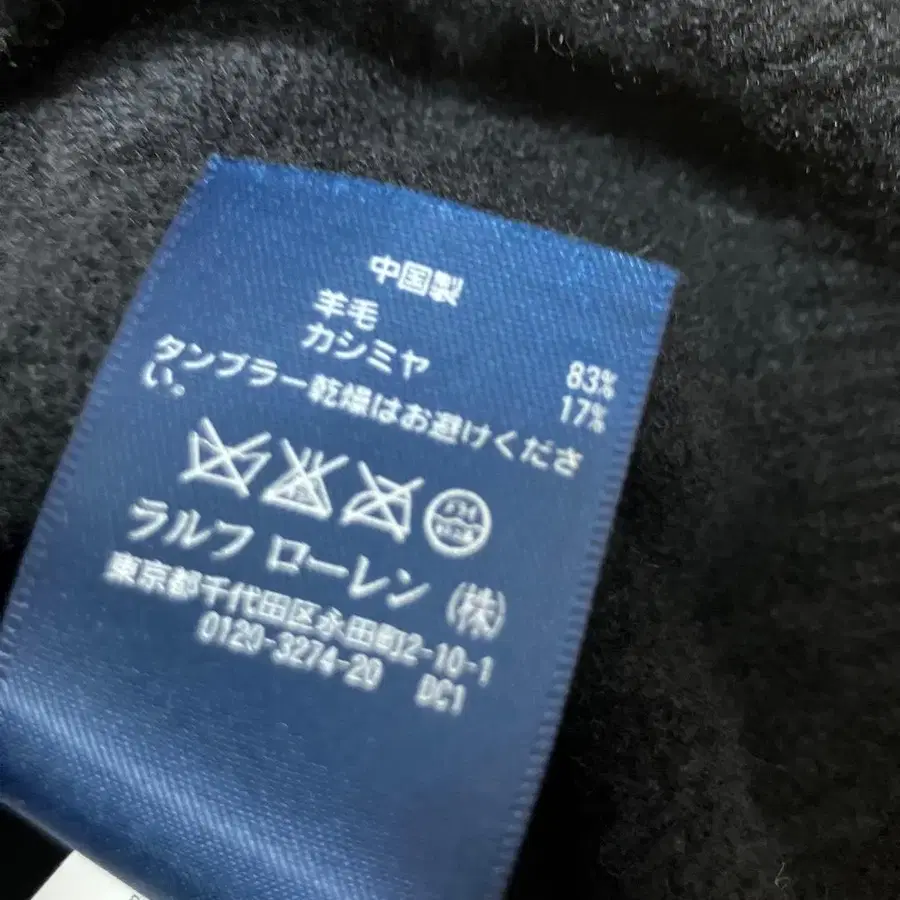 中国製
羊毛 83%
カシミヤ 17%
タンブラー乾燥はお避けくださ
い。
ラルフ ローレン (株)
東京都千代田区永田町2-10-1
0120-3274-20 DC1